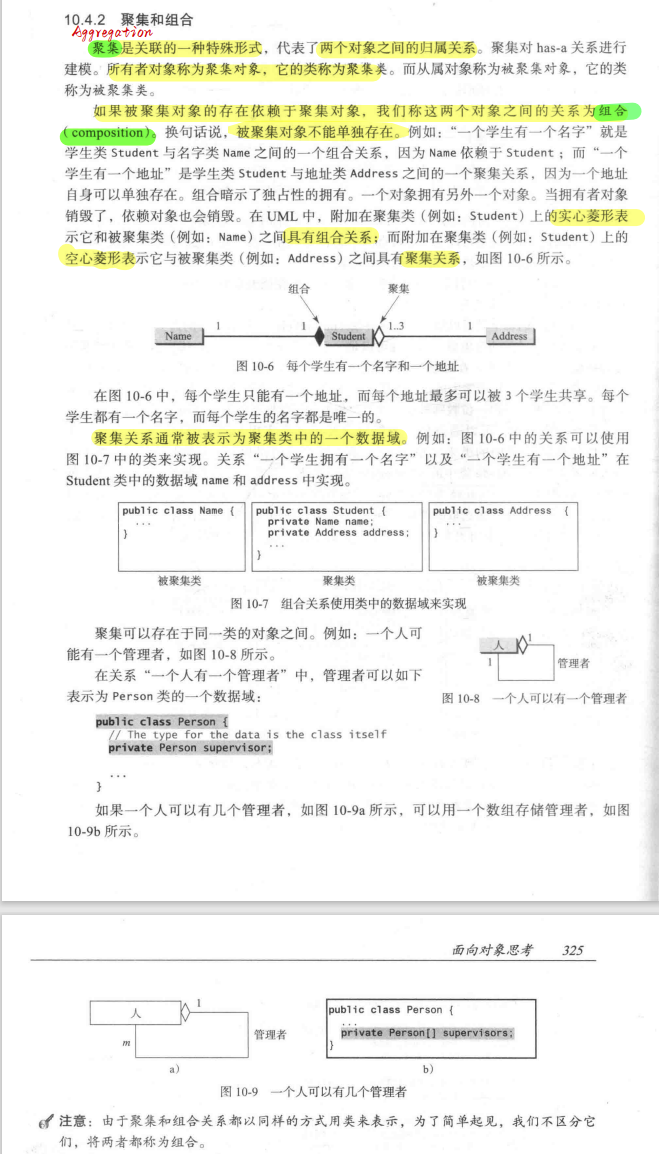 10.4.2 聚集和组合
Aggregation
聚集是关联的一种特殊形式，代表了两个对象之间的归属关系。聚集对 has-a 关系进行
建模。所有者对象称为聚集对象，它的类称为聚集类。而从属对象称为被聚集对象，它的类
称为被聚集类。
如果被聚集对象的存在依赖于聚集对象，我们称这两个对象之间的关系为组合
（composition）。换句话说，被聚集对象不能单独存在。例如：“一个学生有一个名字”就是
学生类 Student 与名字类 Name 之间的一个组合关系，因为 Name 依赖于 Student；而“一个
学生有一个地址”是学生类 Student 与地址类 Address 之间的一个聚集关系，因为一个地址
自身可以单独存在。组合暗示了独占性的拥有。一个对象拥有另外一个对象。当拥有者对象
销毁了，依赖对象也会销毁。在 UML 中，附加在聚集类（例如：Student）上的实心菱形表
示它和被聚集类（例如：Name）之间具有组合关系；而附加在聚集类（例如：Student）上的
空心菱形表示它与被聚集类（例如：Address）之间具有聚集关系，如图 10-6 所示。
组合 聚集
Name 1 1 Student 1..3 1 Address
图 10-6 每个学生有一个名字和一个地址
在图 10-6 中，每个学生只能有一个地址，而每个地址最多可以被 3 个学生共享。每个
学生都有一个名字，而每个学生的名字都是唯一的。
聚集关系通常被表示为聚集类中的一个数据域。例如：图 10-6 中的关系可以使用
图 10-7 中的类来实现。关系“一个学生拥有一个名字”以及“一个学生有一个地址”在
Student 类中的数据域 name 和 address 中实现。
public class Name {
...
}
被聚集类
public class Student {
private Name name;
private Address address;
...
}
聚集类
public class Address {
...
}
被聚集类
图 10-7 组合关系使用类中的数据域来实现
聚集可以存在于同一类的对象之间。例如：一个人可
能有一个管理者，如图 10-8 所示。
在关系“一个人有一个管理者”中，管理者可以如下
表示为 Person 类的一个数据域：
人 1
1 管理者
图 10-8 一个人可以有一个管理者
public class Person {
// The type for the data is the class itself
private Person supervisor;
...
}
如果一个人可以有几个管理者，如图 10-9a 所示，可以用一个数组存储管理者，如图
10-9b 所示。
面向对象思考 325
人 1
m 管理者
a)
public class Person {
...
private Person[] supervisors;
}
b)
图 10-9 一个人可以有几个管理者
注意：由于聚集和组合关系都以同样的方式用类来表示，为了简单起见，我们不区分它
们，将两者都称为组合。